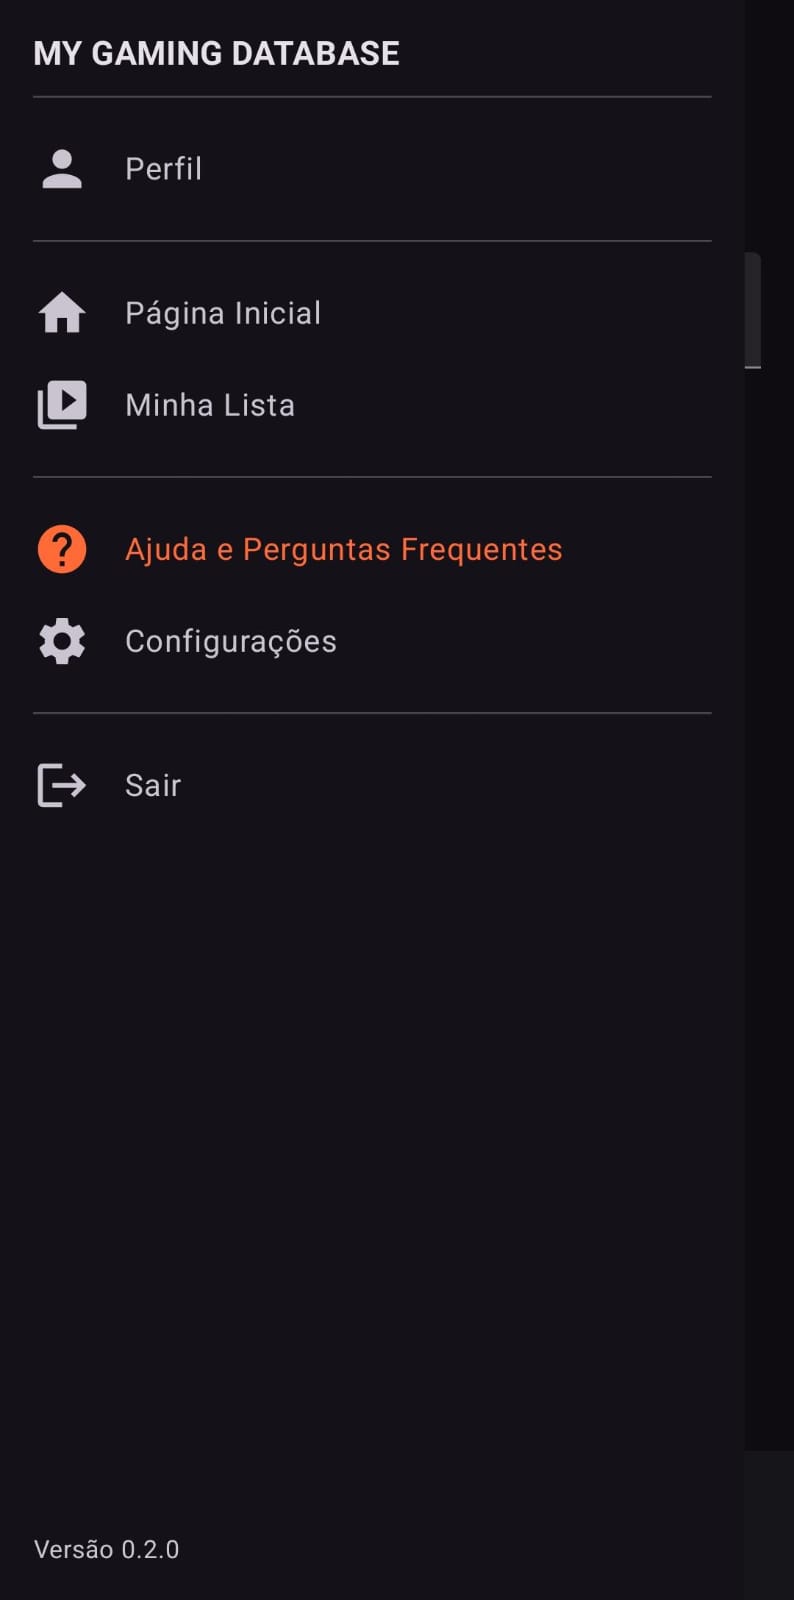 MY GAMING DATABASE
Perfil
Página Inicial
Minha Lista
Ajuda e Perguntas Frequentes
Configurações
Sair
Versão 0.2.0